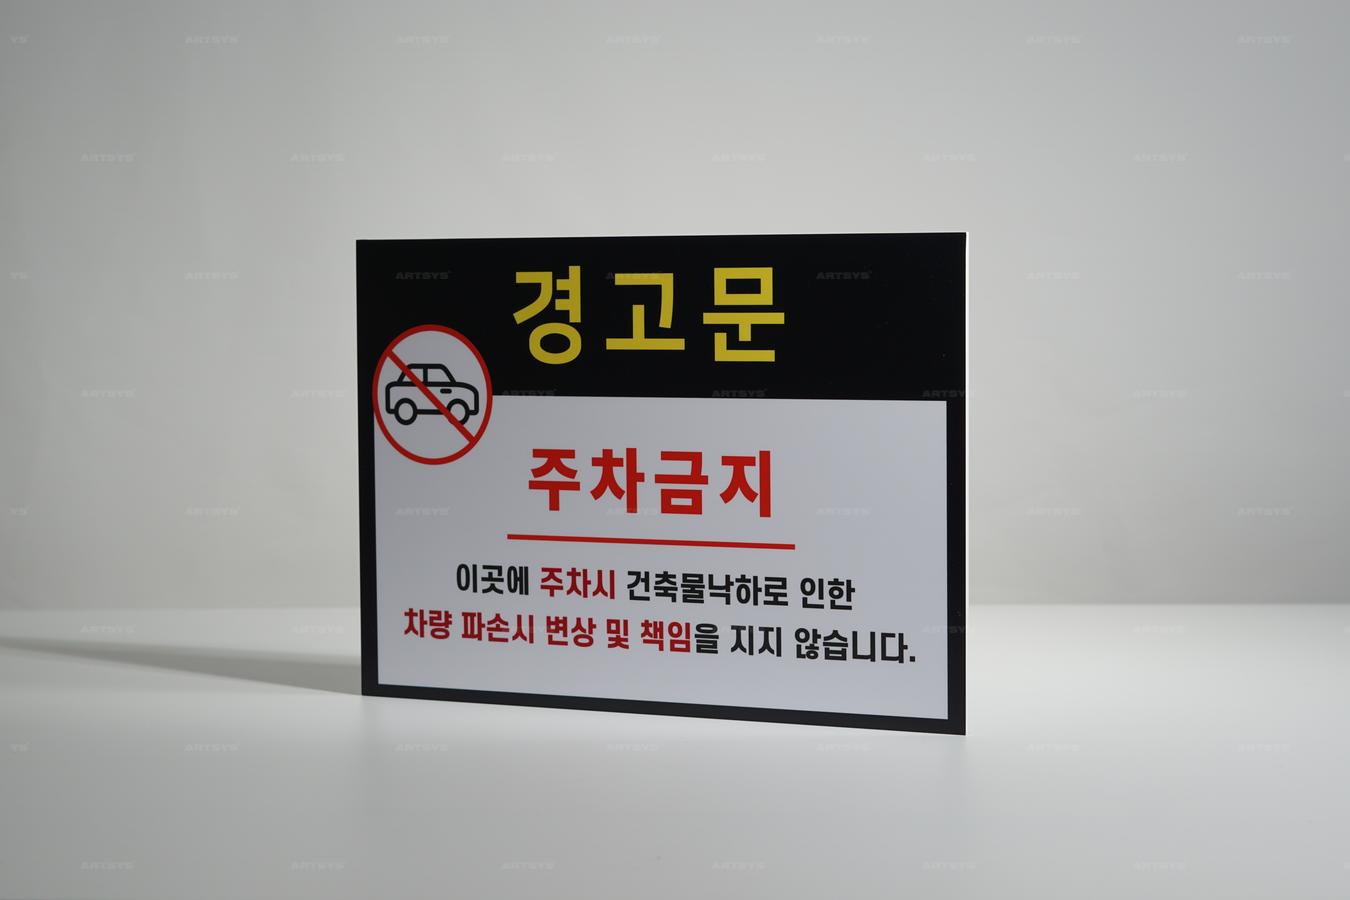 경고문
주차금지
이곳에 주차시 건축물낙하로 인한
차량 파손시 변상 및 책임을 지지 않습니다.
ARTSYS